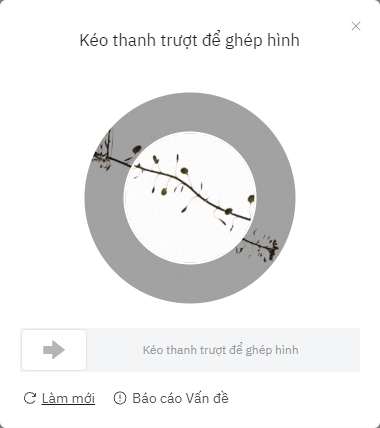 Kéo thanh trượt để ghép hình
Kéo thanh trượt để ghép hình
Làm mới
Báo cáo Vấn đề